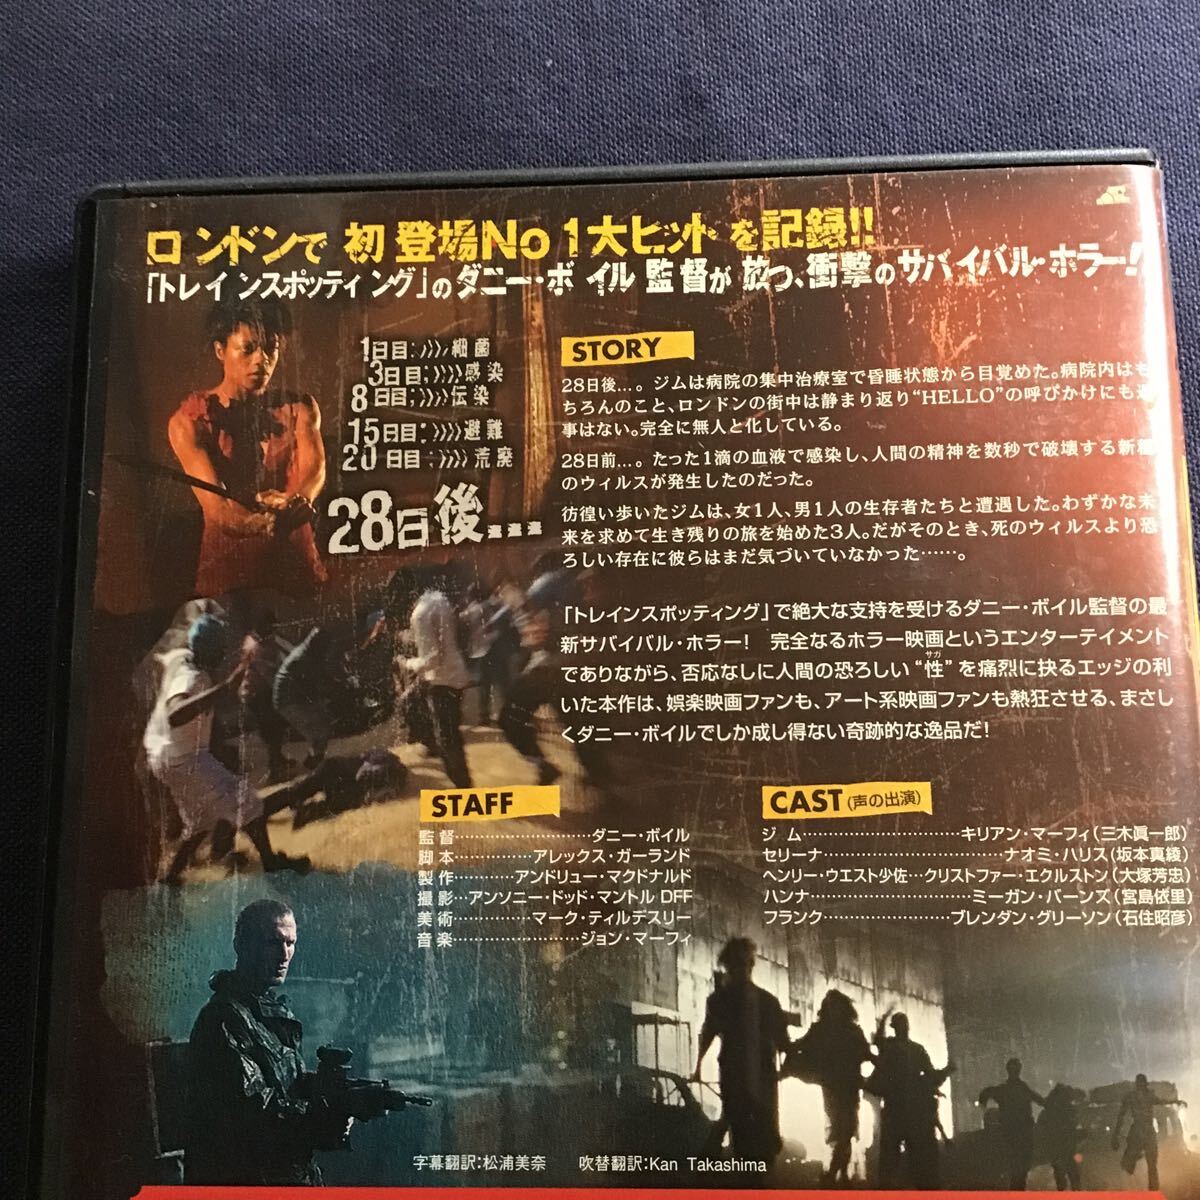 ロンドンで 初登場No1大ヒットを記録!!
「トレインスポッティング」のダニー・ボイル監督が放つ、衝撃のサバイバル・ホラー!
1日目:〉〉〉〉細菌
3日目:〉〉〉〉感染
8日目:〉〉〉〉伝染
15日目:〉〉〉〉避難
20日目:〉〉〉〉荒廃
28日後...
STORY
28日後…。ジムは病院の集中治療室で昏睡状態から目覚めた。病院内はも
ちろんのこと、ロンドンの街中は静まり返り“HELLO”の呼びかけにも返
事はない。完全に無人と化している。
28日前…。たった1滴の血液で感染し、人間の精神を数秒で破壊する新種
のウィルスが発生したのだった。
彷徨い歩いたジムは、女1人、男1人の生存者たちと遭遇した。わずかな未
来を求めて生き残りの旅を始めた3人。だがそのとき、死のウィルスより恐
ろしい存在に彼らはまだ気づいていなかった……。
「トレインスポッティング」で絶大な支持を受けるダニー・ボイル監督の最
新サバイバル・ホラー! 完全なるホラー映画というエンターテイメント
サガ
でありながら、否応なしに人間の恐ろしい“性”を痛烈に抉るエッジの利
いた本作は、娯楽映画ファンも、アート系映画ファンも熱狂させる、まさし
くダニー・ボイルでしか成し得ない奇跡的な逸品だ!
STAFF
監督……………………ダニー・ボイル
脚本……………アレックス・ガーランド
製作…………アンドリュー・マクドナルド
撮影…アンソニー・ドッド・マントル DFF
美術……………マーク・ティルデスリー
音楽……………………ジョン・マーフィ
CAST(声の出演)
ジム……………………キリアン・マーフィ(三木眞一郎)
セリーナ……………………ナオミ・ハリス(坂本真綾)
ヘンリー・ウエスト少佐…クリストファー・エクルストン(大塚芳忠)
ハンナ……………………ミーガン・バーンズ(宮島依里)
フランク………………ブレンダン・グリーソン(石住昭彦)
字幕翻訳:松浦美奈 吹替翻訳:Kan Takashima